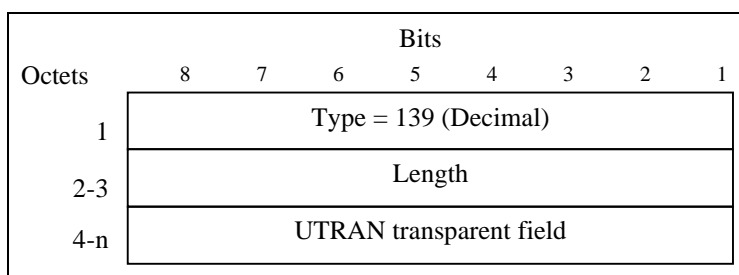 Bits
Octets 8 7 6 5 4 3 2 1
1 Type = 139 (Decimal)
2-3 Length
4-n UTRAN transparent field